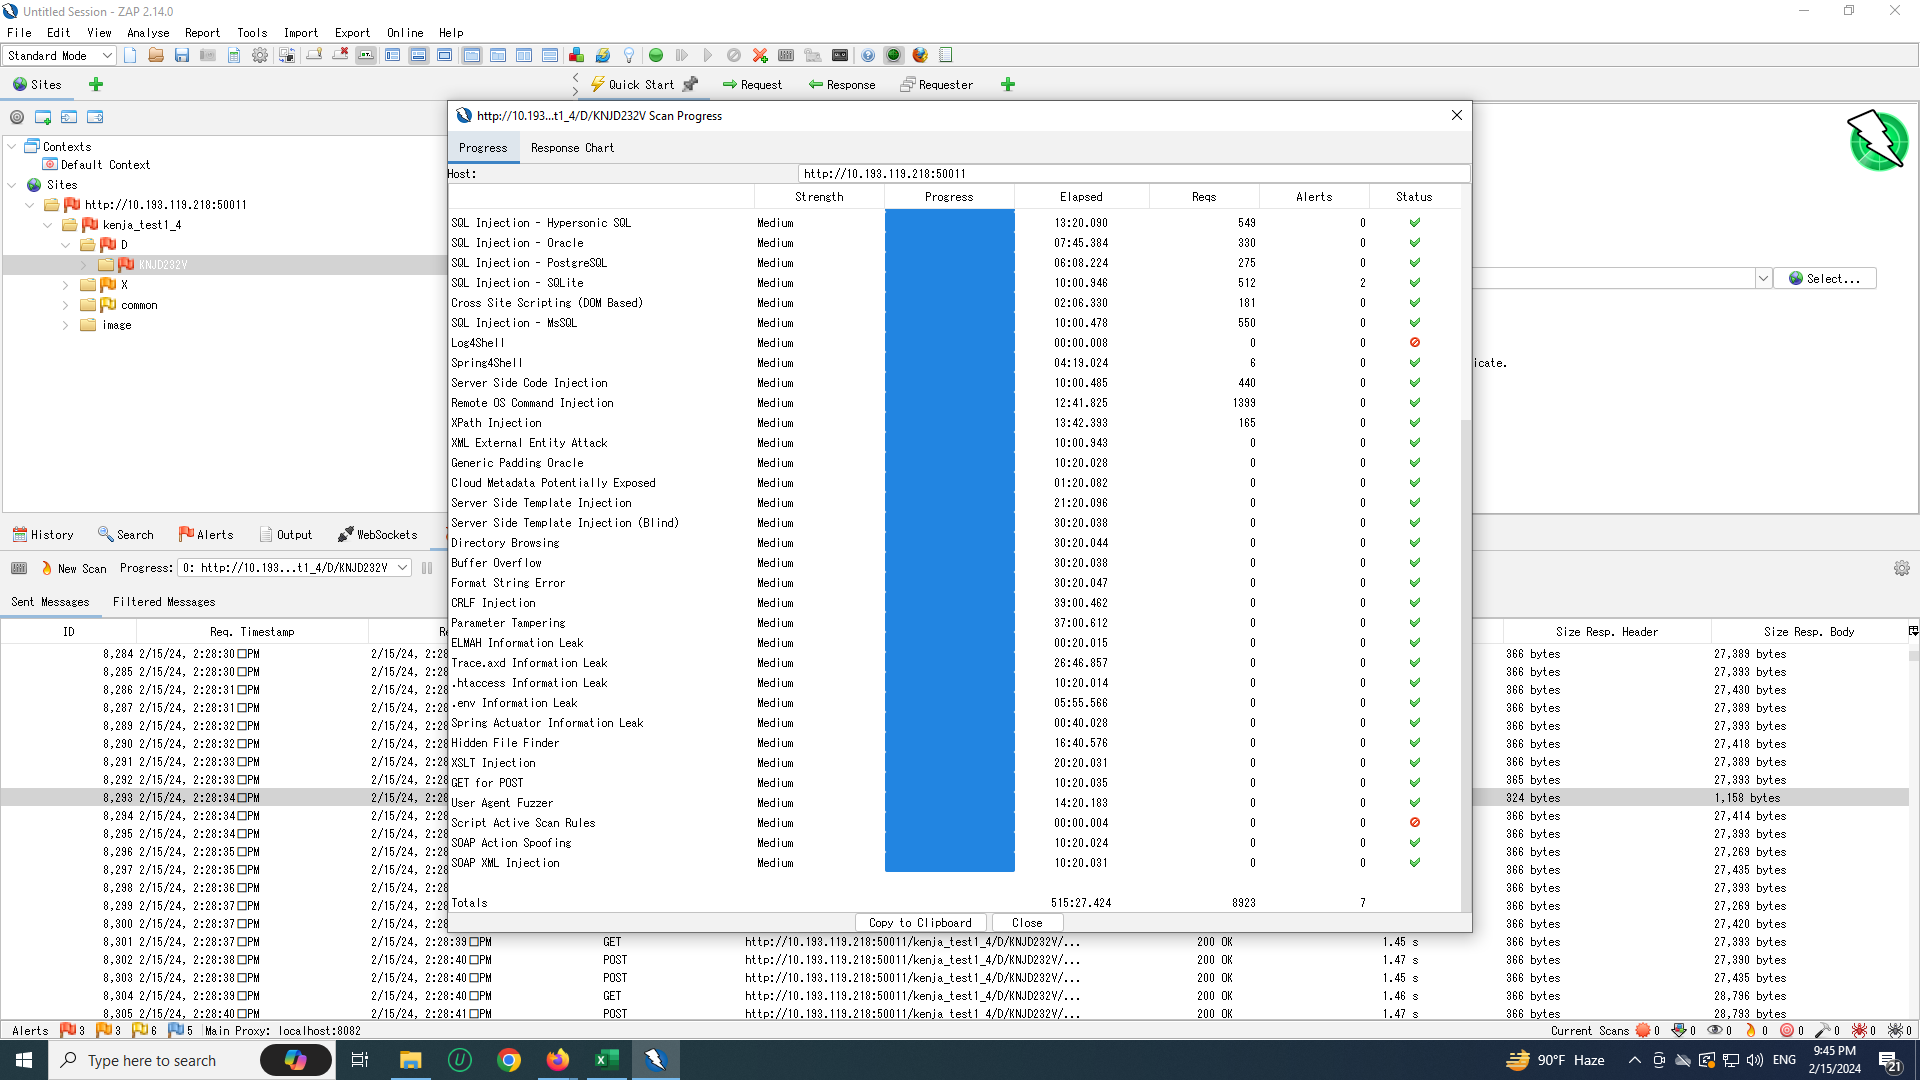 Untitled Session - ZAP 2.14.0
File Edit View Analyse Report Tools Import Export Online Help
Standard Mode
Sites
Quick Start Request Response Requester
http://10.193...t1_4/D/KNJD232V Scan Progress
Progress Response Chart
Host: http://10.193.119.218:50011
Strength Progress Elapsed Reqs Alerts Status
SQL Injection - Hypersonic SQL Medium 13:20.090 549 0
SQL Injection - Oracle Medium 07:45.384 330 0
SQL Injection - PostgreSQL Medium 06:08.224 275 0
SQL Injection - SQLite Medium 10:00.946 512 2
Cross Site Scripting (DOM Based) Medium 02:06.330 181 0
SQL Injection - MsSQL Medium 10:00.478 550 0
Log4Shell Medium 00:00.008 0 0
Spring4Shell Medium 04:19.024 6 0
Server Side Code Injection Medium 10:00.485 440 0
Remote OS Command Injection Medium 12:41.825 1399 0
XPath Injection Medium 13:42.393 165 0
XML External Entity Attack Medium 10:00.943 0 0
Generic Padding Oracle Medium 10:20.028 0 0
Cloud Metadata Potentially Exposed Medium 01:20.082 0 0
Server Side Template Injection Medium 21:20.096 0 0
Server Side Template Injection (Blind) Medium 30:20.038 0 0
Directory Browsing Medium 30:20.044 0 0
Buffer Overflow Medium 30:20.038 0 0
Format String Error Medium 30:20.047 0 0
CRLF Injection Medium 39:00.462 0 0
Parameter Tampering Medium 37:00.612 0 0
ELMAH Information Leak Medium 00:20.015 0 0
Trace.axd Information Leak Medium 26:46.857 0 0
.htaccess Information Leak Medium 10:20.014 0 0
.env Information Leak Medium 05:55.566 0 0
Spring Actuator Information Leak Medium 00:40.028 0 0
Hidden File Finder Medium 16:40.576 0 0
XSLT Injection Medium 20:20.031 0 0
GET for POST Medium 10:20.035 0 0
User Agent Fuzzer Medium 14:20.183 0 0
Script Active Scan Rules Medium 00:00.004 0 0
SOAP Action Spoofing Medium 10:20.024 0 0
SOAP XML Injection Medium 10:20.031 0 0
Totals 515:27.424 8923 7
Copy to Clipboard Close
Contexts
Default Context
Sites
http://10.193.119.218:50011
kenja_test1_4
D
KNJD232V
X
common
image
Select...
icate.
History Search Alerts Output WebSockets
New Scan Progress: 0: http://10.193...t1_4/D/KNJD232V
Sent Messages Filtered Messages
ID Req. Timestamp Re Size Resp. Header Size Resp. Body
8,284 2/15/24, 2:28:30 PM 2/15/24, 2:28 366 bytes 27,389 bytes
8,285 2/15/24, 2:28:30 PM 2/15/24, 2:28 366 bytes 27,393 bytes
8,286 2/15/24, 2:28:31 PM 2/15/24, 2:28 366 bytes 27,430 bytes
8,287 2/15/24, 2:28:31 PM 2/15/24, 2:28 366 bytes 27,389 bytes
8,289 2/15/24, 2:28:32 PM 2/15/24, 2:28 366 bytes 27,393 bytes
8,290 2/15/24, 2:28:32 PM 2/15/24, 2:28 366 bytes 27,418 bytes
8,291 2/15/24, 2:28:33 PM 2/15/24, 2:28 366 bytes 27,389 bytes
8,292 2/15/24, 2:28:33 PM 2/15/24, 2:28 365 bytes 27,393 bytes
8,293 2/15/24, 2:28:34 PM 2/15/24, 2:28 324 bytes 1,158 bytes
8,294 2/15/24, 2:28:34 PM 2/15/24, 2:28 366 bytes 27,414 bytes
8,295 2/15/24, 2:28:34 PM 2/15/24, 2:28 366 bytes 27,393 bytes
8,296 2/15/24, 2:28:35 PM 2/15/24, 2:28 366 bytes 27,269 bytes
8,297 2/15/24, 2:28:35 PM 2/15/24, 2:28 366 bytes 27,435 bytes
8,298 2/15/24, 2:28:36 PM 2/15/24, 2:28 366 bytes 27,393 bytes
8,299 2/15/24, 2:28:37 PM 2/15/24, 2:28 366 bytes 27,269 bytes
8,300 2/15/24, 2:28:37 PM 2/15/24, 2:28 366 bytes 27,420 bytes
8,301 2/15/24, 2:28:37 PM 2/15/24, 2:28:39 PM GET http://10.193.119.218:50011/kenja_test1_4/D/KNJD232V/... 200 OK 1.45 s 366 bytes 27,393 bytes
8,302 2/15/24, 2:28:38 PM 2/15/24, 2:28:40 PM POST http://10.193.119.218:50011/kenja_test1_4/D/KNJD232V/... 200 OK 1.47 s 366 bytes 27,390 bytes
8,303 2/15/24, 2:28:38 PM 2/15/24, 2:28:40 PM POST http://10.193.119.218:50011/kenja_test1_4/D/KNJD232V/... 200 OK 1.45 s 366 bytes 27,435 bytes
8,304 2/15/24, 2:28:39 PM 2/15/24, 2:28:40 PM GET http://10.193.119.218:50011/kenja_test1_4/D/KNJD232V/... 200 OK 1.46 s 366 bytes 28,796 bytes
8,305 2/15/24, 2:28:40 PM 2/15/24, 2:28:41 PM POST http://10.193.119.218:50011/kenja_test1_4/D/KNJD232V/... 200 OK 1.47 s 366 bytes 28,793 bytes
Alerts 3 3 6 5 Main Proxy: localhost:8082 Current Scans 0 0 0 0 0 0 0 0
Type here to search 90°F Haze ENG 9:45 PM
2/15/2024 21